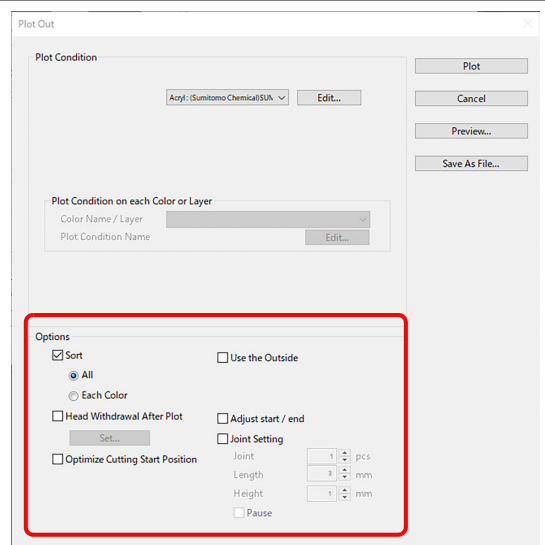 Plot Out
Plot Condition
Acryl : (Sumitomo Chemical)SUM
Edit...
Plot
Cancel
Preview...
Save As File...
Plot Condition on each Color or Layer
Color Name / Layer
Plot Condition Name
Edit...
Options
Sort
All
Each Color
Head Withdrawal After Plot
Set...
Optimize Cutting Start Position
Use the Outside
Adjust start / end
Joint Setting
Joint 1 pcs
Length 3 mm
Height 1 mm
Pause